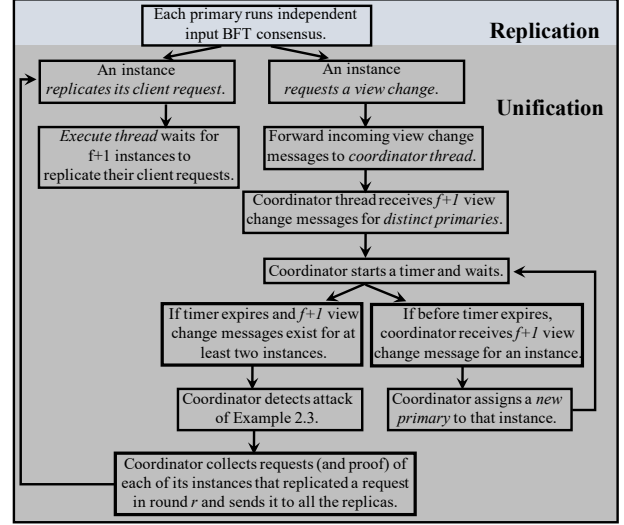 Each primary runs independent
input BFT consensus.
Replication
Unification
An instance
replicates its client request.
An instance
requests a view change.
Execute thread waits for
f+1 instances to
replicate their client requests.
Forward incoming view change
messages to coordinator thread.
Coordinator thread receives f+1 view
change messages for distinct primaries.
Coordinator starts a timer and waits.
If timer expires and f+1 view
change messages exist for
at least two instances.
If before timer expires,
coordinator receives f+1 view
change message for an instance.
Coordinator detects attack
of Example 2.3.
Coordinator assigns a new
primary to that instance.
Coordinator collects requests (and proof) of
each of its instances that replicated a request
in round r and sends it to all the replicas.